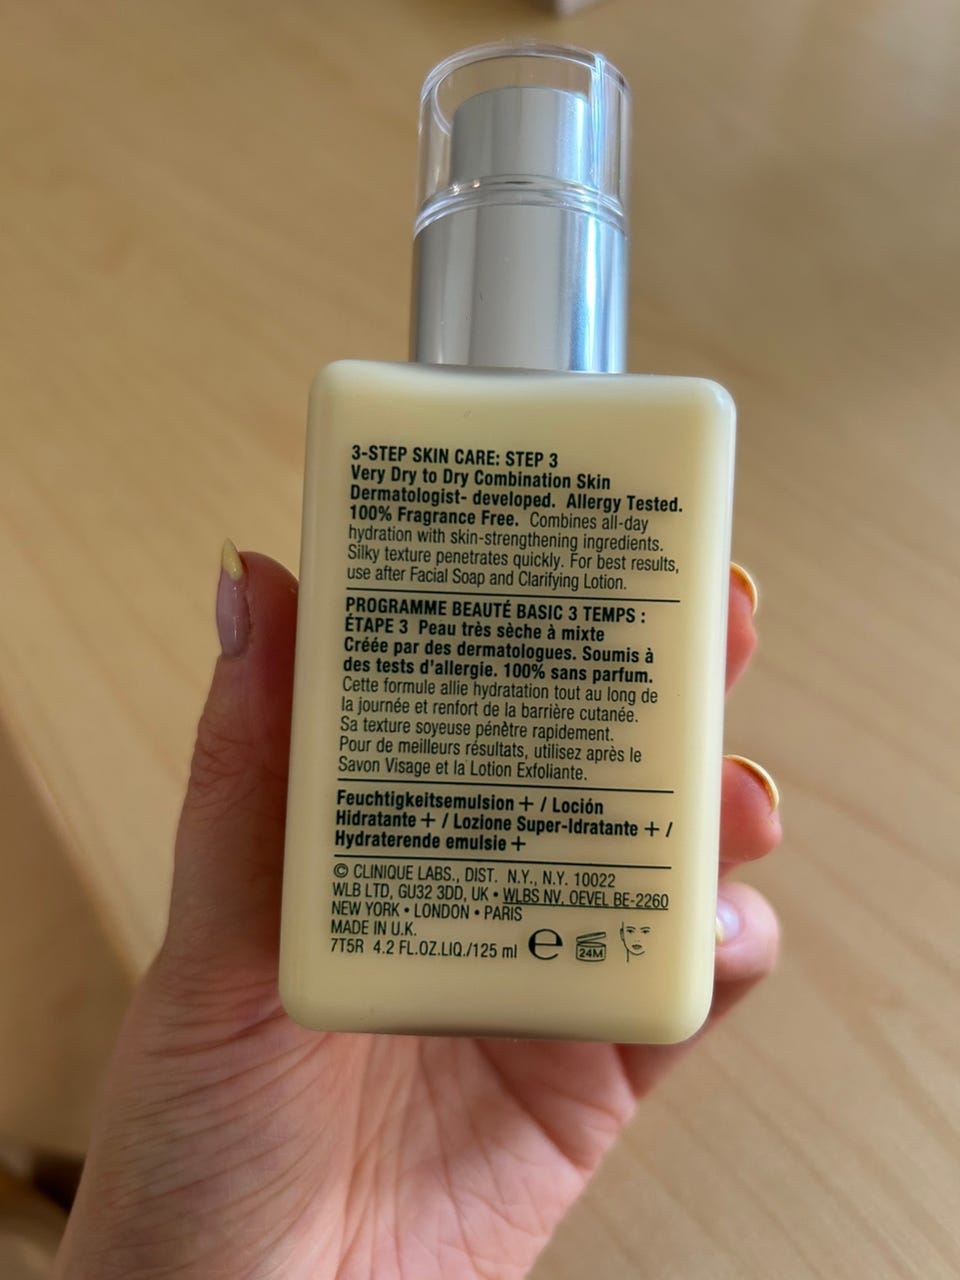 3-STEP SKIN CARE: STEP 3
Very Dry to Dry Combination Skin
Dermatologist- developed. Allergy Tested.
100% Fragrance Free. Combines all-day
hydration with skin-strengthening ingredients.
Silky texture penetrates quickly. For best results,
use after Facial Soap and Clarifying Lotion.
PROGRAMME BEAUTÉ BASIC 3 TEMPS :
ÉTAPE 3 Peau très sèche à mixte
Créée par des dermatologues. Soumis à
des tests d'allergie. 100% sans parfum.
Cette formule allie hydratation tout au long de
la journée et renfort de la barrière cutanée.
Sa texture soyeuse pénètre rapidement.
Pour de meilleurs résultats, utilisez après le
Savon Visage et la Lotion Exfoliante.
Feuchtigkeitsemulsion + / Loción
Hidratante + / Lozione Super-Idratante + /
Hydraterende emulsie +
© CLINIQUE LABS., DIST. N.Y., N.Y. 10022
WLB LTD, GU32 3DD, UK • WLBS NV, OEVEL BE-2260
NEW YORK • LONDON • PARIS
MADE IN U.K.
7T5R 4.2 FL.OZ.LIQ./125 ml ℮ 24M